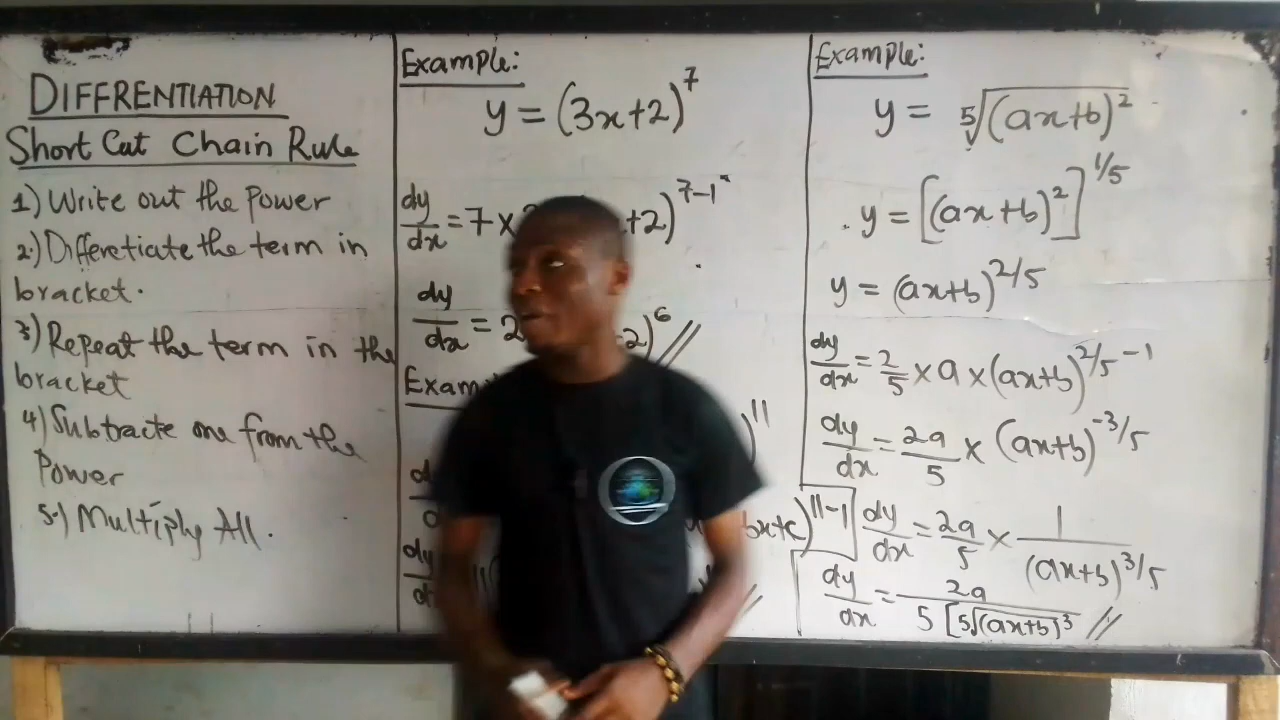 DIFFRENTIATION
Short Cut Chain Rule
1) Write out the Power
2.) Differetiate the term in
bracket.
3) Repeat the term in the
bracket
4) Subtracte one from the
Power
5.) Multiply All.
Example:
y = (3x+2)^7
dy/dx = 7 × +2)^7-1
dy/dx = 2 2)^6 //
Exam
)^11
bx+c)^11-1
dy
Example:
y = 5√(ax+b)^2
y = [(ax+b)^2]^1/5
y = (ax+b)^2/5
dy/dx = 2/5 × a × (ax+b)^2/5 -1
dy/dx = 2a/5 × (ax+b)^-3/5
dy/dx = 2a/5 × 1/(ax+b)^3/5
dy/dx = 2a/5[5√(ax+b)^3 //